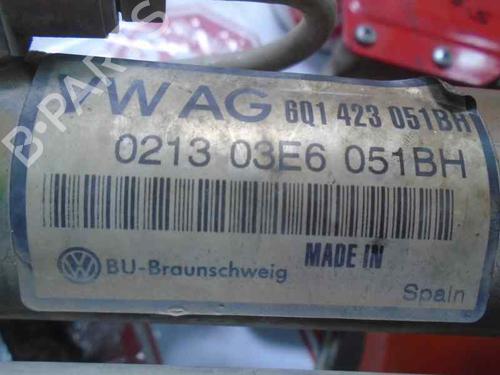 VW AG 6Q1 423 051BH
0213 03E6 051BH
BU-Braunschweig MADE IN
Spain
B-PARTS